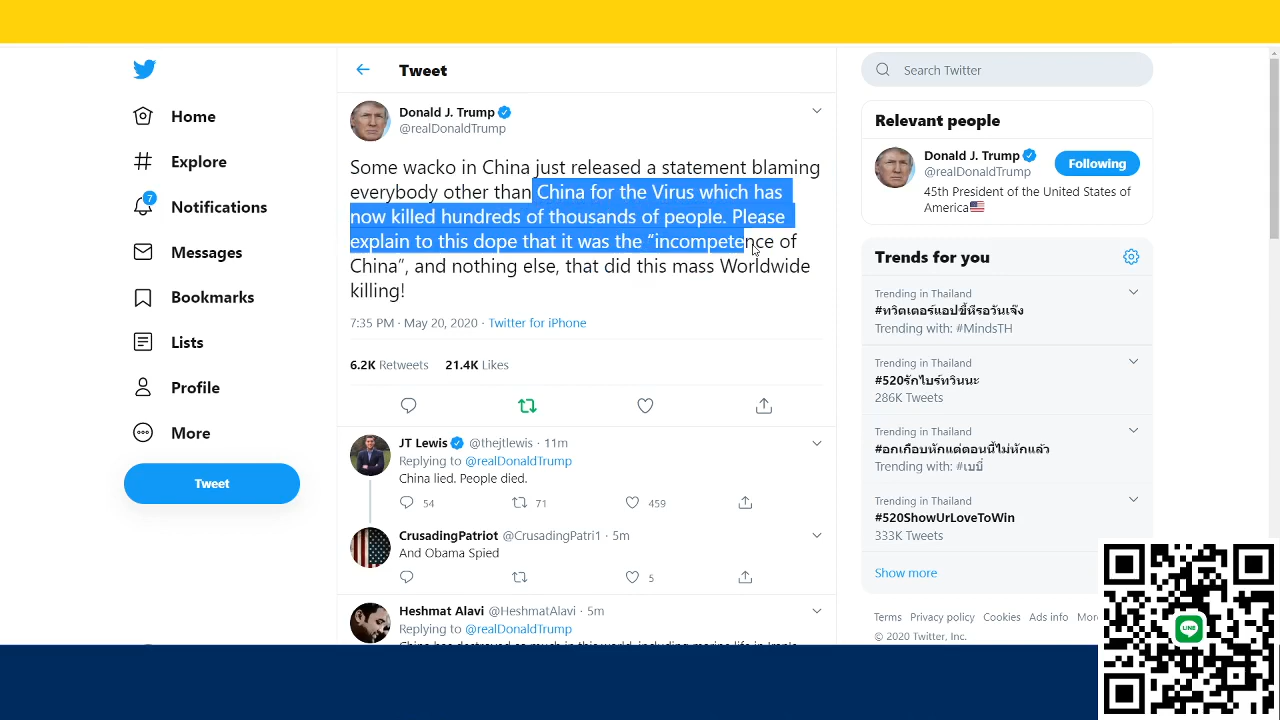 Home
Explore
7
Notifications
Messages
Bookmarks
Lists
Profile
More
Tweet
Tweet
Donald J. Trump
@realDonaldTrump
Some wacko in China just released a statement blaming
everybody other than China for the Virus which has
now killed hundreds of thousands of people. Please
explain to this dope that it was the “incompetence of
China”, and nothing else, that did this mass Worldwide
killing!
7:35 PM · May 20, 2020 · Twitter for iPhone
6.2K Retweets 21.4K Likes
JT Lewis @thejtlewis · 11m
Replying to @realDonaldTrump
China lied. People died.
54 71 459
CrusadingPatriot @CrusadingPatri1 · 5m
And Obama Spied
5
Heshmat Alavi @HeshmatAlavi · 5m
Replying to @realDonaldTrump
Search Twitter
Relevant people
Donald J. Trump
Following
@realDonaldTrump
45th President of the United States of
America
Trends for you
Trending in Thailand
#ทวิตเตอร์แอปขี้หีรอวันเจ๊ง
Trending with: #MindsTH
Trending in Thailand
#520รักไบร์ทวินนะ
286K Tweets
Trending in Thailand
#อกเกือบหักแต่ตอนนี้ไม่หักแล้ว
Trending with: #เบบี๋
Trending in Thailand
#520ShowUrLoveToWin
333K Tweets
Show more
Terms Privacy policy Cookies Ads info
© 2020 Twitter, Inc.
LINE